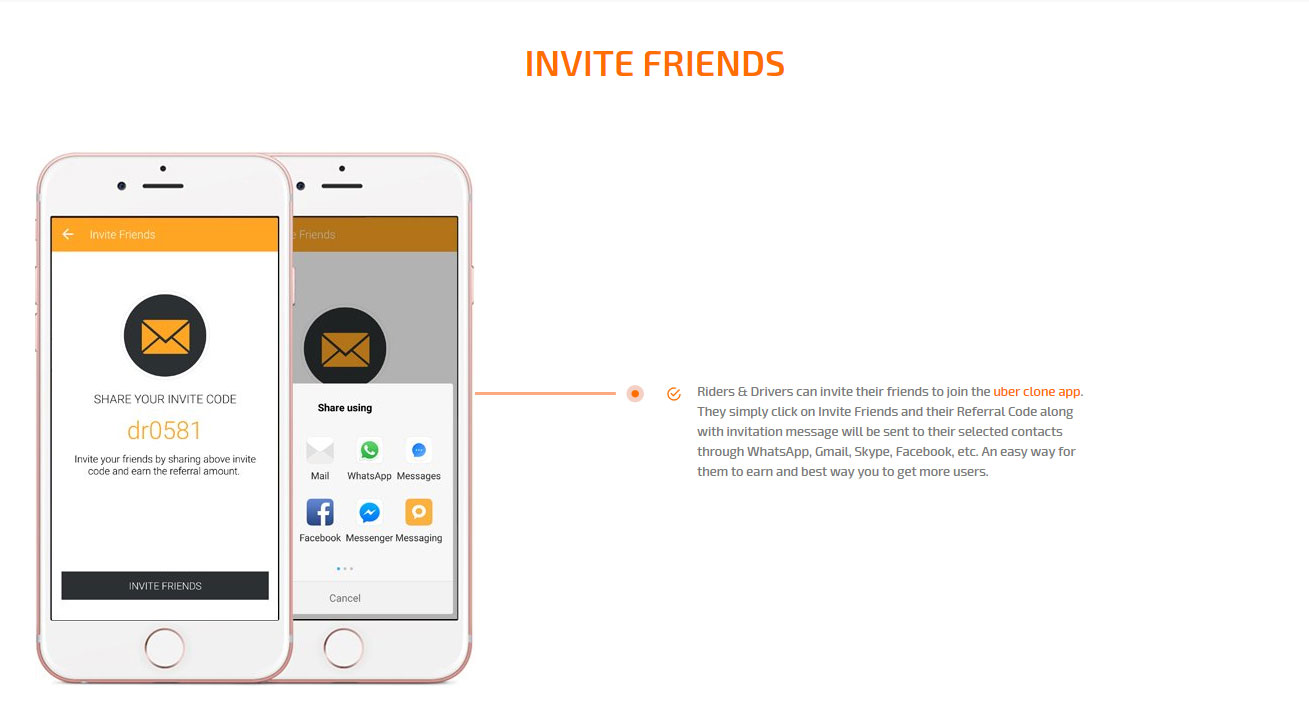 INVITE FRIENDS
Invite Friends
SHARE YOUR INVITE CODE
dr0581
Invite your friends by sharing above invite
code and earn the referral amount.
INVITE FRIENDS
e Friends
Share using
Mail WhatsApp Messages
Facebook Messenger Messaging
Cancel
Riders & Drivers can invite their friends to join the uber clone app.
They simply click on Invite Friends and their Referral Code along
with invitation message will be sent to their selected contacts
through WhatsApp, Gmail, Skype, Facebook, etc. An easy way for
them to earn and best way you to get more users.